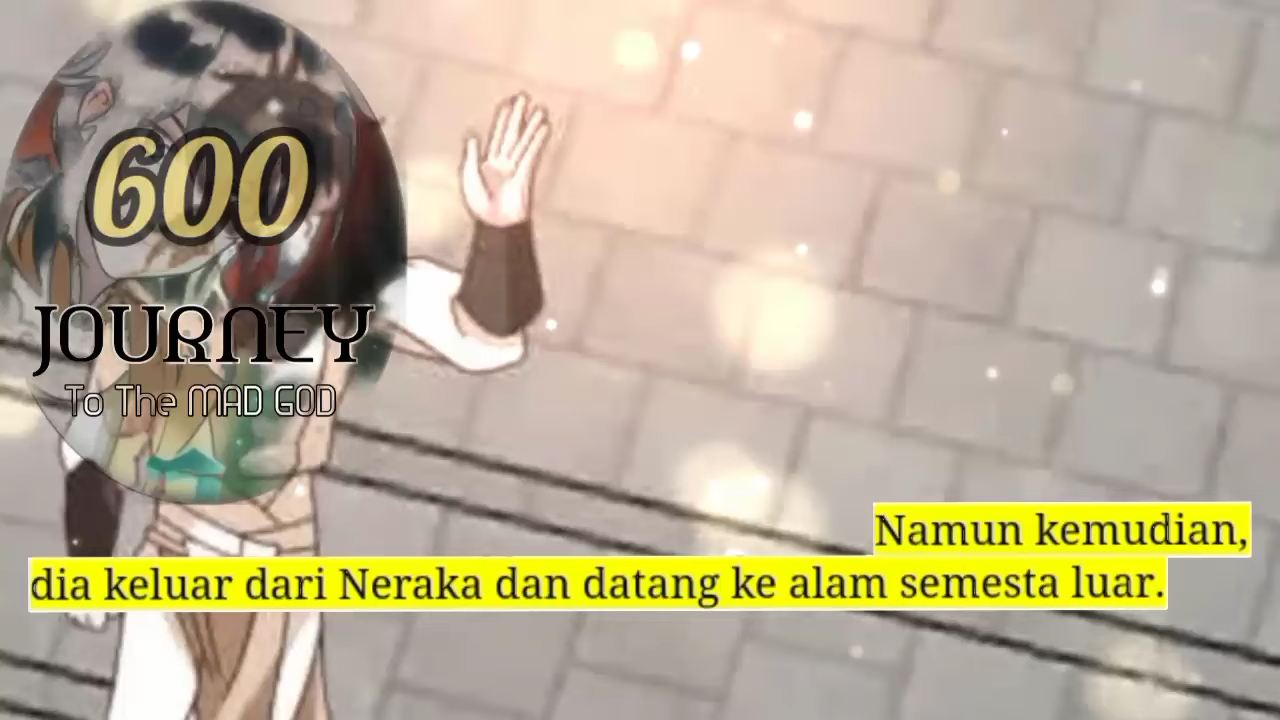 600
JOURNEY
To The MAD GOD
Namun kemudian,
dia keluar dari Neraka dan datang ke alam semesta luar.